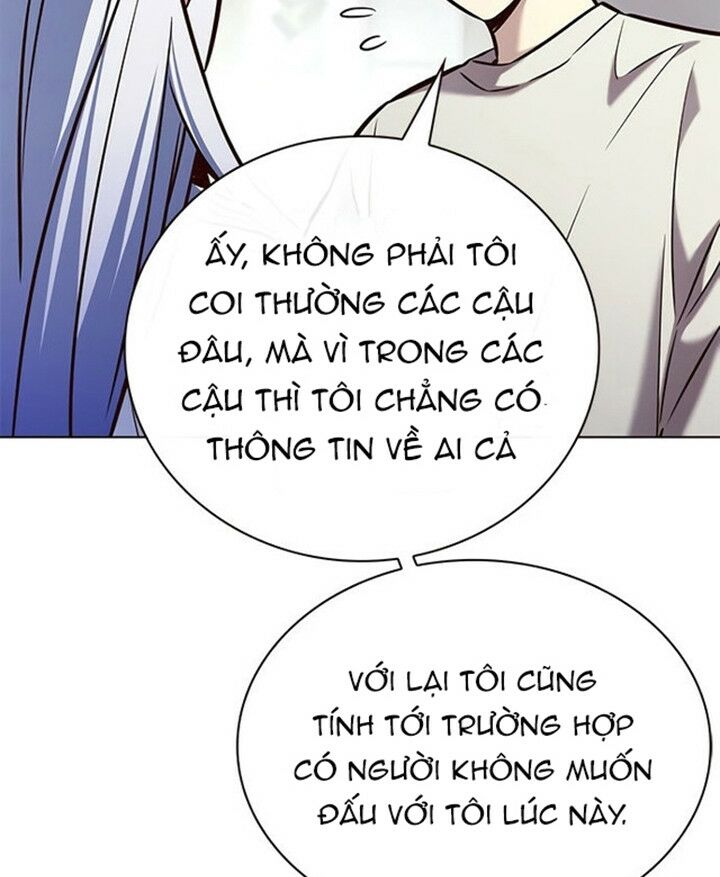 ẤY, KHÔNG PHẢI TÔI
COI THƯỜNG CÁC CẬU
ĐÂU, MÀ VÌ TRONG CÁC
CẬU THÌ TÔI CHẲNG CÓ
THÔNG TIN VỀ AI CẢ
VỚI LẠI TÔI CŨNG
TÍNH TỚI TRƯỜNG HỢP
CÓ NGƯỜI KHÔNG MUỐN
ĐẤU VỚI TÔI LÚC NÀY.